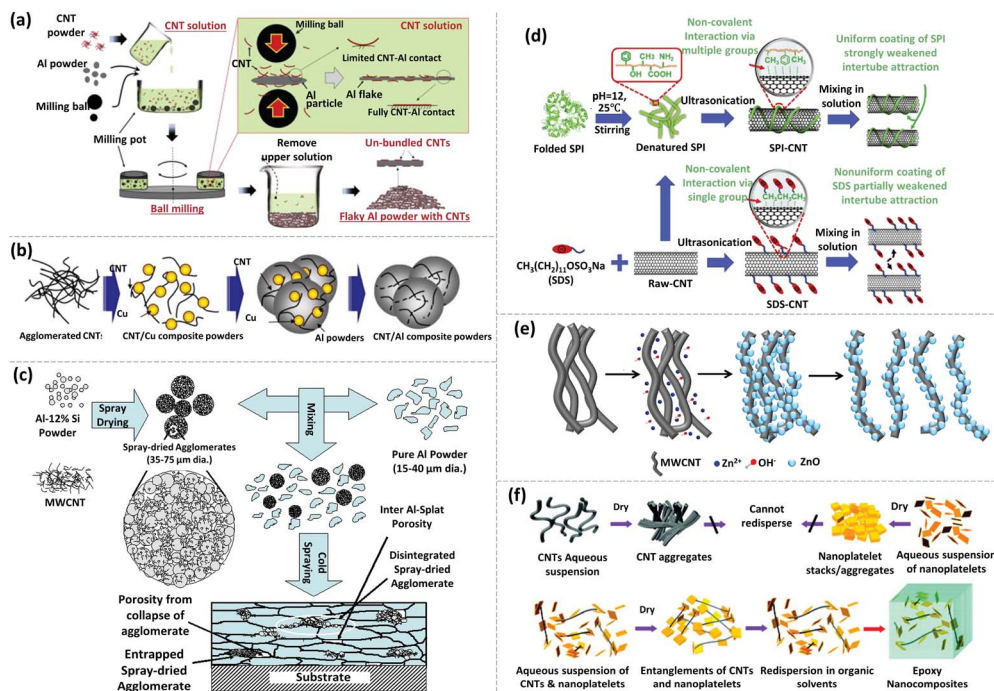 (a)
CNT
powder
CNT solution
Al powder
Milling ball
Milling pot
Ball milling
Milling ball
CNT solution
CNT
Limited CNT-Al contact
Al
particle
Al flake
Fully CNT-Al contact
Remove
upper solution
Un-bundled CNTs
Flaky Al powder with CNTs
(b)
CNT
Cu
CNT
Cu
Al powders
Agglomerated CNTs
CNT/Cu composite powders
CNT/Al composite powders
(c)
Al-12% Si
Powder
Spray
Drying
MWCNT
Spray-dried Agglomerates
(35-75 μm dia.)
Mixing
Pure Al Powder
(15-40 μm dia.)
Cold
Spraying
Inter Al-Splat
Porosity
Disintegrated
Spray-dried
Agglomerate
Porosity from
collapse of
agglomerate
Entrapped
Spray-dried
Agglomerate
Substrate
(d)
Non-covalent
Interaction via
multiple groups
Uniform coating of SPI
strongly weakened
intertube attraction
CH3 NH2
OH COOH
CH3 CH3
pH=12,
25℃
Stirring
Ultrasonication
Mixing in
solution
Folded SPI
Denatured SPI
SPI-CNT
Non-covalent
Interaction via
single group
Nonuniform coating of
SDS partially weakened
intertube attraction
CH3CH3CH3
Ultrasonication
Mixing in
solution
CH3(CH2)11OSO3Na
(SDS)
Raw-CNT
SDS-CNT
(e)
MWCNT
Zn2+
OH-
ZnO
(f)
Dry
Cannot
redisperse
Dry
CNTs Aqueous
suspension
CNT aggregates
Nanoplatelet
stacks/aggregates
Aqueous suspension
of nanoplatelets
Dry
Aqueous suspension of
CNTs & nanoplatelets
Entanglements of CNTs
and nanoplatelets
Redispersion in organic
solvents
Epoxy
Nanocomposites